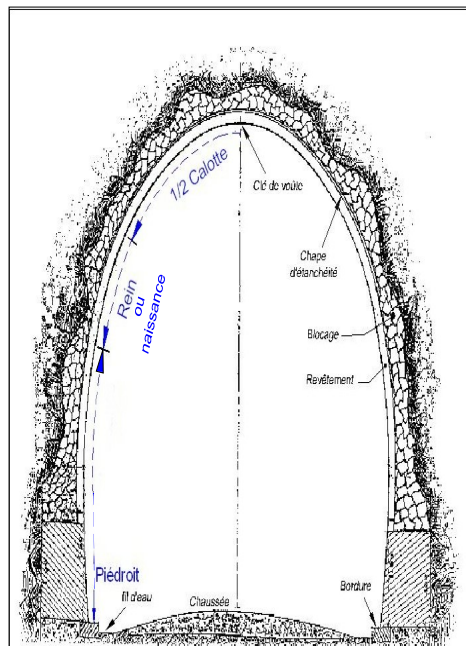 1/2 Calotte
Clé de voûte
Chape
d'étanchéité
Rein
ou
naissance
Blocage
Revêtement
Piédroit
fil d'eau
Chaussée
Bordure